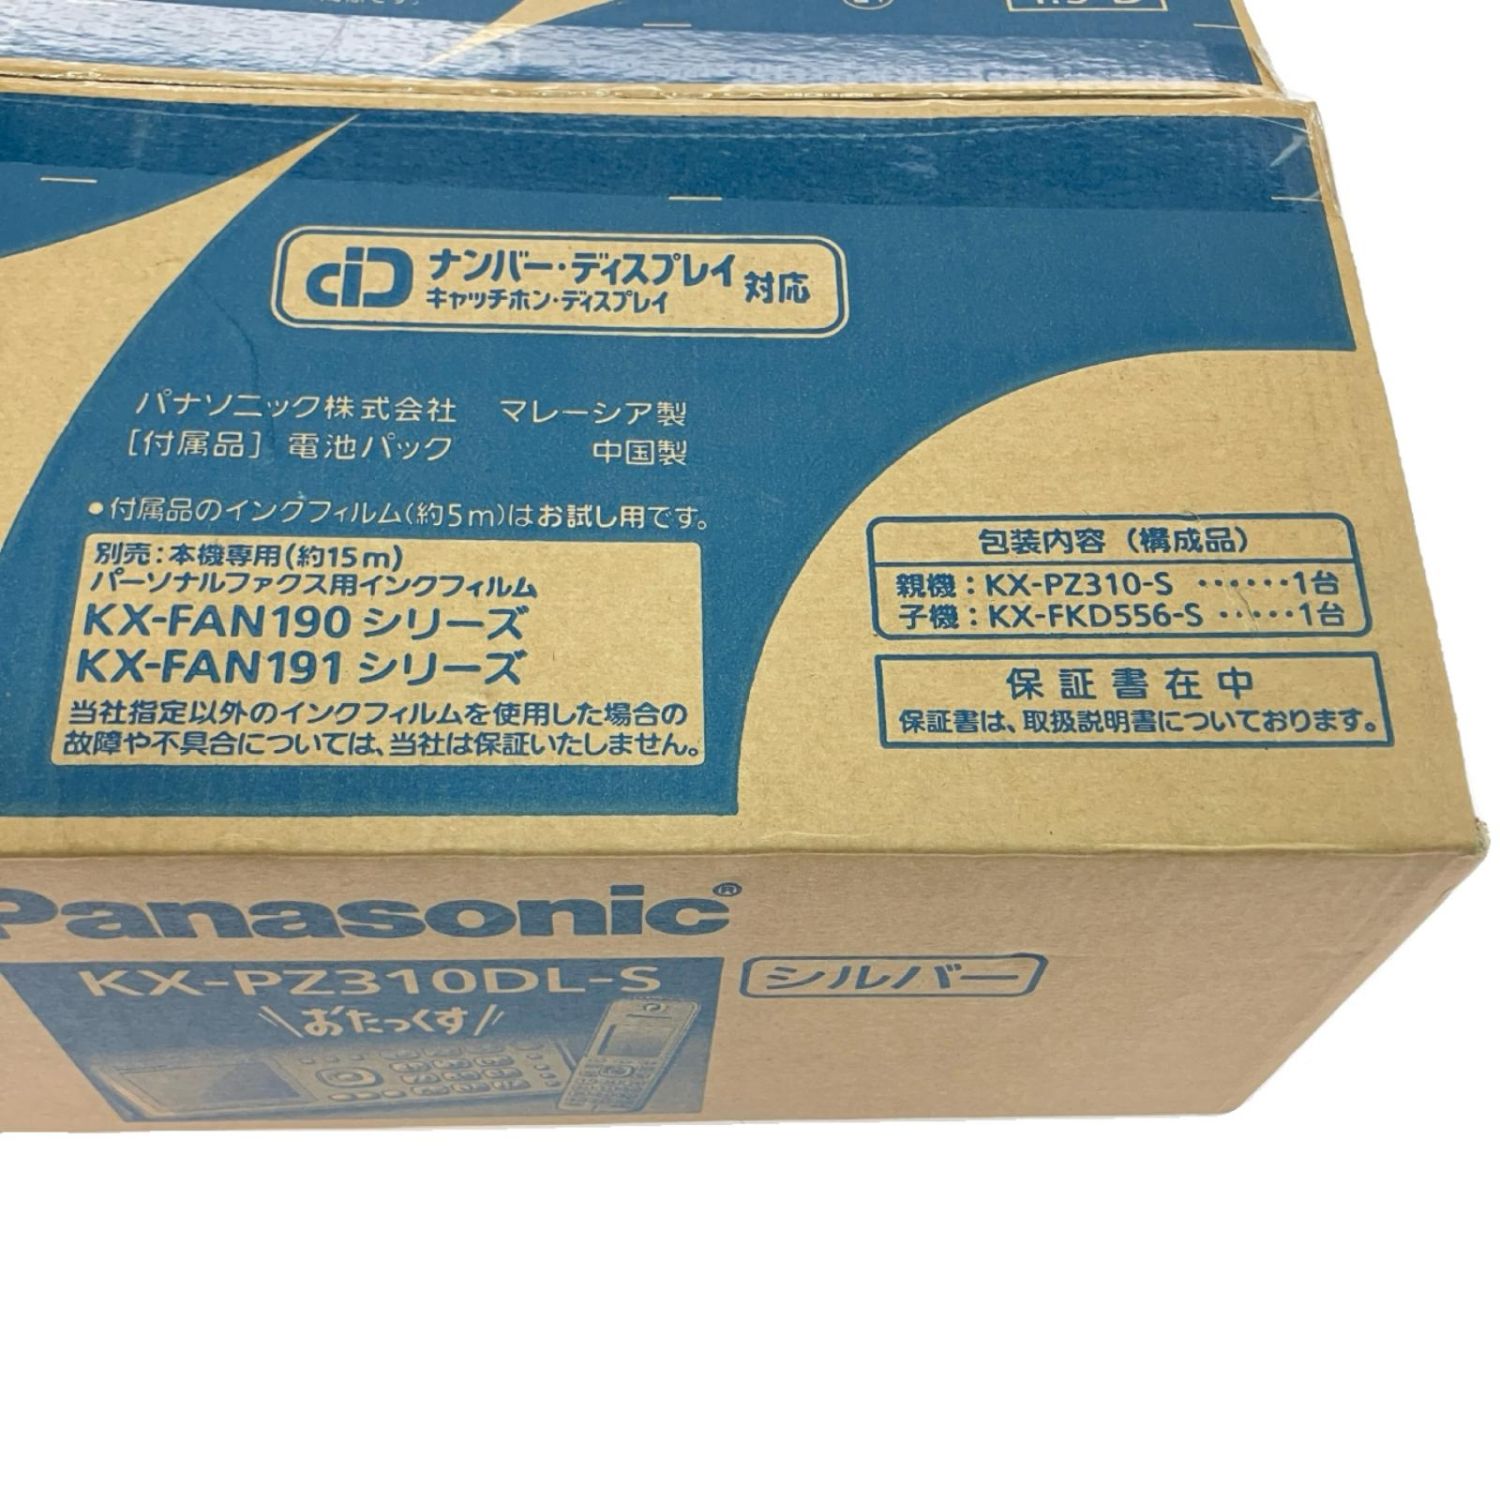 ナンバー・ディスプレイ
キャッチホン・ディスプレイ
対応
パナソニック株式会社 マレーシア製
[付属品] 電池パック 中国製
●付属品のインクフィルム(約5m)はお試し用です。
別売:本機専用(約15m)
パーソナルファクス用インクフィルム
KX-FAN190 シリーズ
KX-FAN191 シリーズ
当社指定以外のインクフィルムを使用した場合の
故障や不具合については、当社は保証いたしません。
包装内容(構成品)
親機:KX-PZ310-S ・・・・・・1台
子機:KX-FKD556-S ・・・・・1台
保証書在中
保証書は、取扱説明書についております。
Panasonic®
KX-PZ310DL-S
シルバー
\\おたっくす//